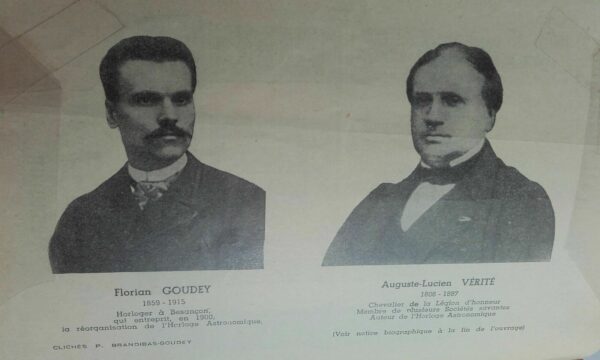 Florian GOUDEY
1859 - 1915
Horloger à Besançon,
qui entreprit, en 1900,
la réorganisation de l'Horloge Astronomique.
CLICHÉS P. BRANDIBAS-GOUDEY
Auguste-Lucien VÉRITÉ
1806 - 1887
Chevalier de la Légion d'honneur
Membre de plusieurs Sociétés savantes
Auteur de l'Horloge Astronomique
(Voir notice biographique à la fin de l'ouvrage)